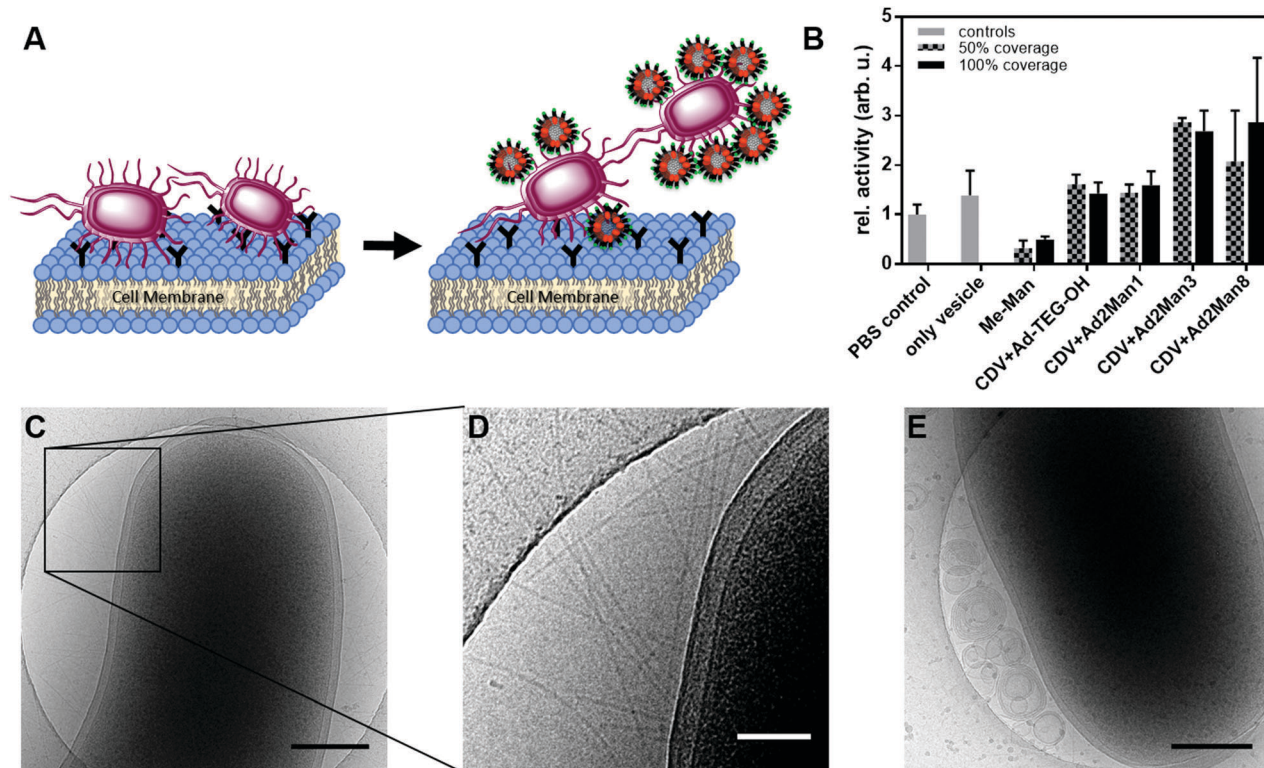 A
Cell Membrane
Cell Membrane
B
rel. activity (arb. u.)
5
4
3
2
1
0
controls
50% coverage
100% coverage
PBS control
only vesicle
Me-Man
CDV+Ad-TEG-OH
CDV+Ad2Man1
CDV+Ad2Man3
CDV+Ad2Man8
C
D
E